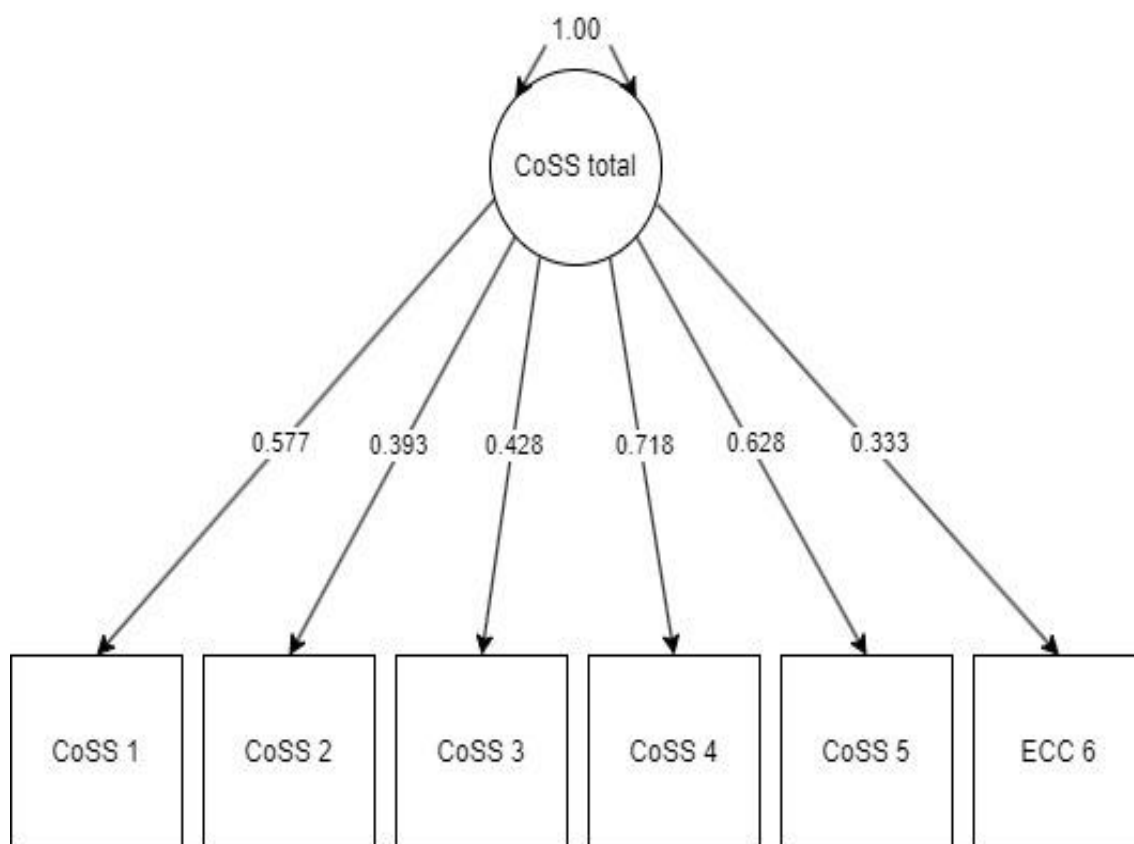 1.00
CoSS total
0.577
0.393
0.428
0.718
0.628
0.333
CoSS 1
CoSS 2
CoSS 3
CoSS 4
CoSS 5
ECC 6